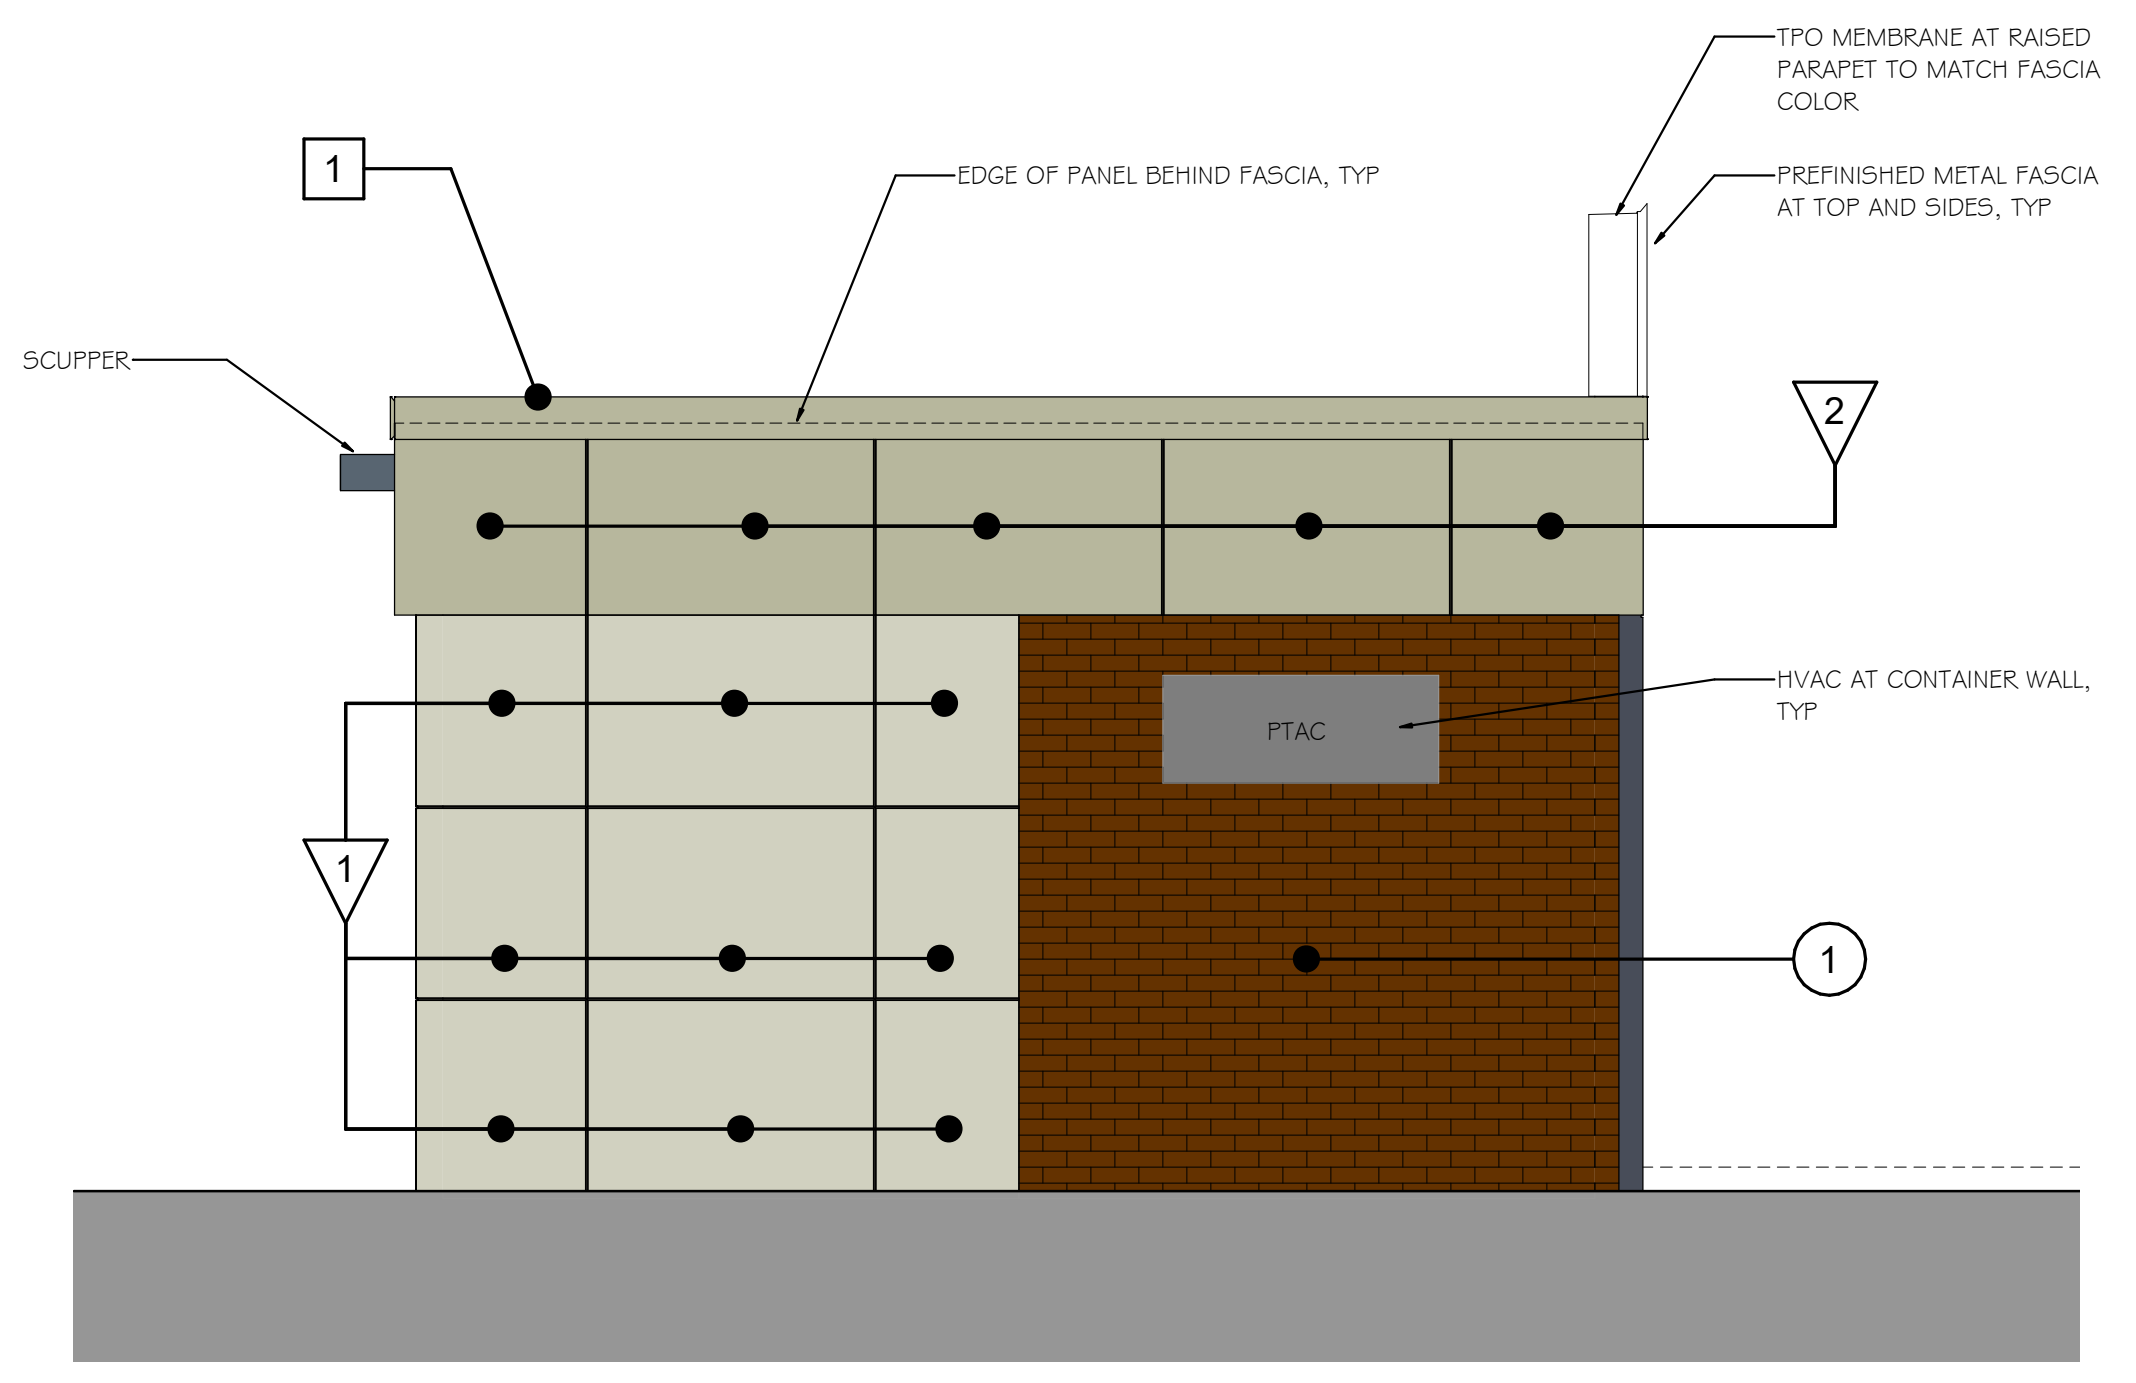 TPO MEMBRANE AT RAISED
PARAPET TO MATCH FASCIA
COLOR
1
EDGE OF PANEL BEHIND FASCIA, TYP
PREFINISHED METAL FASCIA
AT TOP AND SIDES, TYP
SCUPPER
2
HVAC AT CONTAINER WALL,
TYP
PTAC
1
1